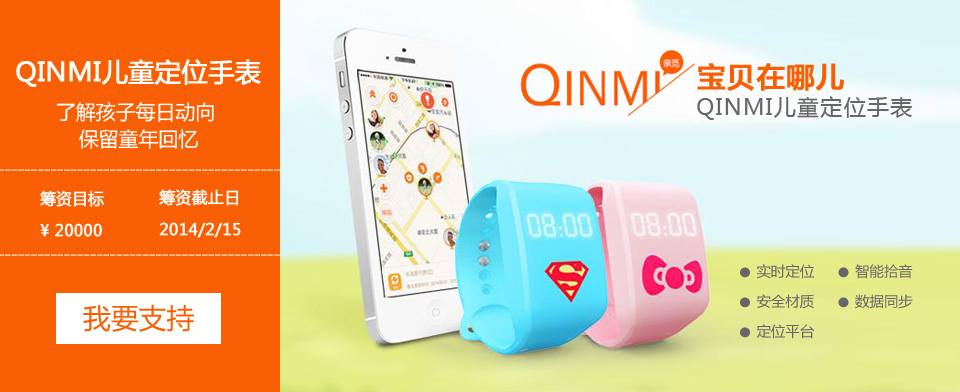 QINMI儿童定位手表
了解孩子每日动向
保留童年回忆
筹资目标 筹资截止日
¥ 20000 2014/2/15
我要支持
QINMI 亲觅
宝贝在哪儿
QINMI儿童定位手表
08:00 08:00
实时定位 智能拾音
安全材质 数据同步
定位平台